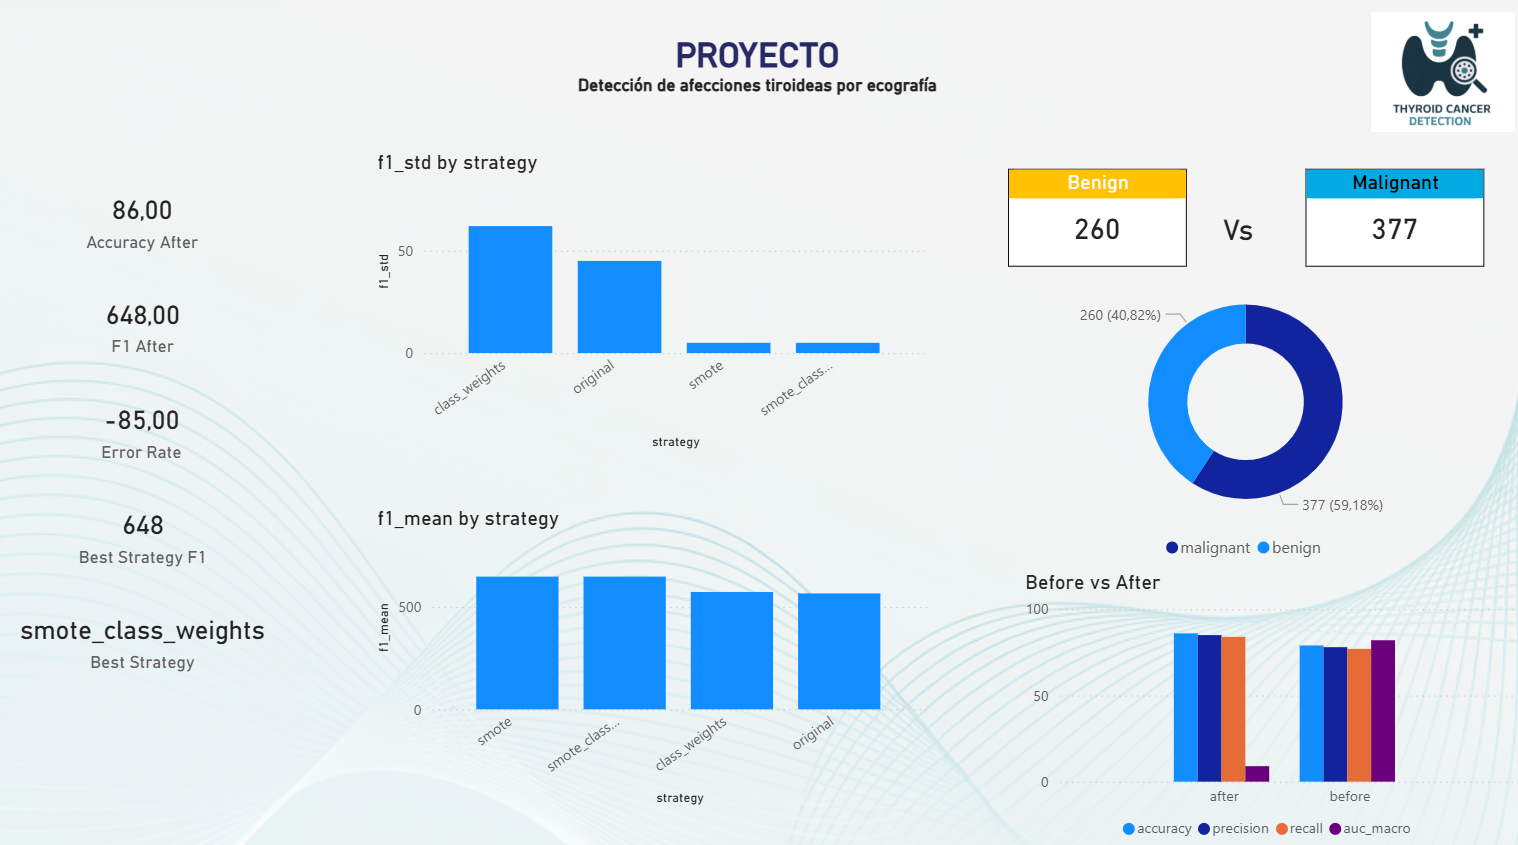 PROYECTO
Detección de afecciones tiroideas por ecografía
THYROID CANCER
DETECTION
86,00
Accuracy After
648,00
F1 After
-85,00
Error Rate
648
Best Strategy F1
smote_class_weights
Best Strategy
f1_std by strategy
50
0
f1_std
class_weights
original
smote
smote_class...
strategy
f1_mean by strategy
500
0
f1_mean
smote
smote_class...
class_weights
original
strategy
Benign
260
Vs
Malignant
377
260 (40,82%)
377 (59,18%)
malignant benign
Before vs After
100
50
0
after
before
accuracy precision recall auc_macro